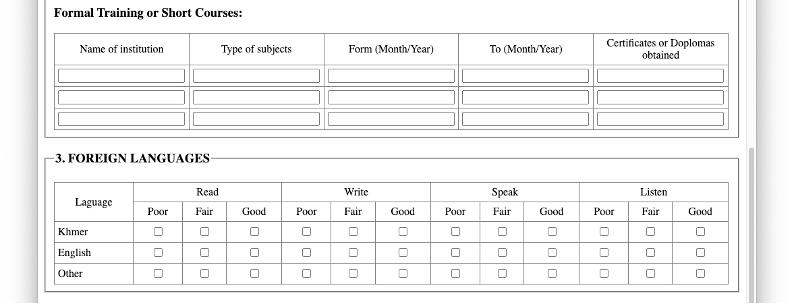 Formal Training or Short Courses:
Name of institution Type of subjects Form (Month/Year) To (Month/Year) Certificates or Doplomas obtained
3. FOREIGN LANGUAGES
Laguage Read Write Speak Listen
Poor Fair Good Poor Fair Good Poor Fair Good Poor Fair Good
Khmer
English
Other